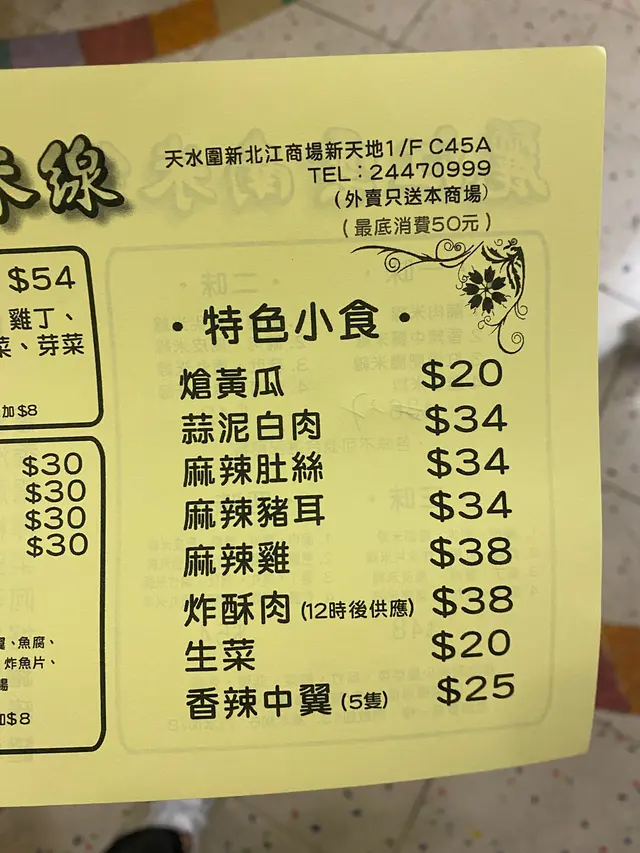 米線
天水圍新北江商場新天地1/F C45A
TEL：24470999
(外賣只送本商場)
(最底消費50元)
$54
雞丁、
菜、芽菜
加$8
$30
$30
$30
$30
、魚腐、
炸魚片、
加$8
・特色小食・
熗黃瓜 $20
蒜泥白肉 $34
麻辣肚絲 $34
麻辣豬耳 $34
麻辣雞 $38
炸酥肉 (12時後供應) $38
生菜 $20
香辣中翼 (5隻) $25